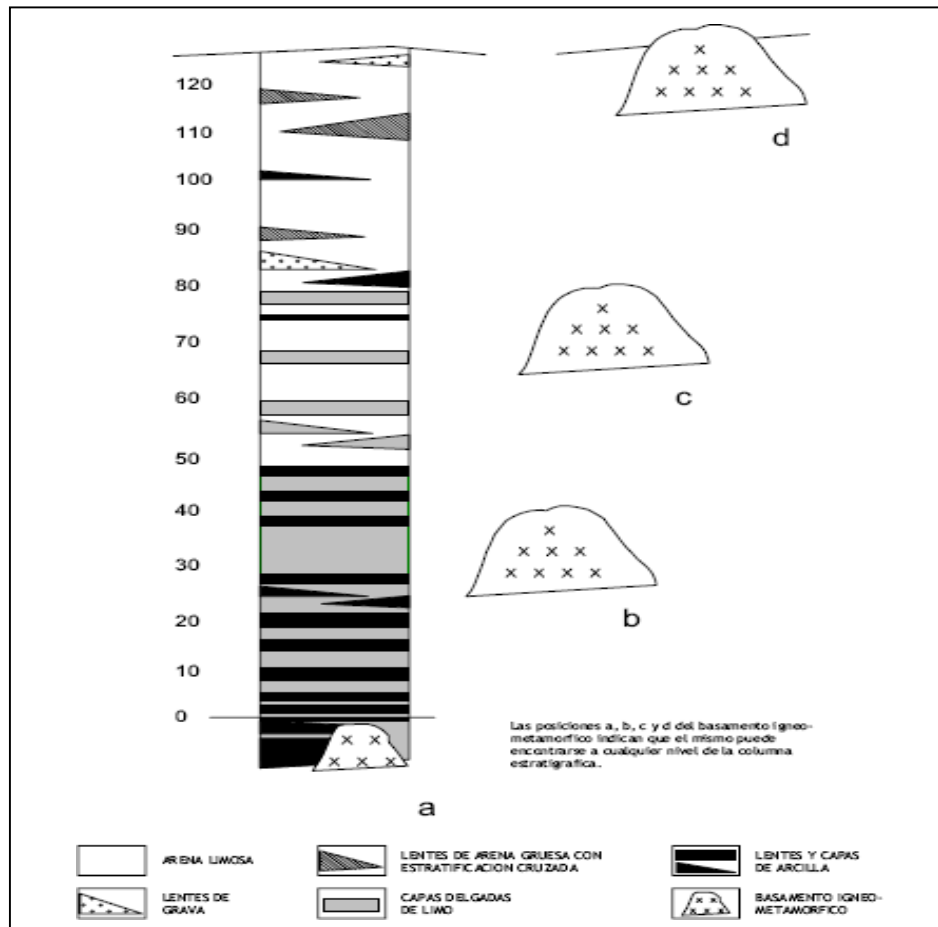 120
110
100
90
80
70
60
50
40
30
20
10
0
d
c
b
a
Las posiciones a, b, c y d del basamento igneo-
metamorfico indican que el mismo puede
encontrarse a cualquier nivel de la columna
estratigrafica.
ARENA LIMOSA
LENTES DE ARENA GRUESA CON
ESTRATIFICACION CRUZADA
LENTES Y CAPAS
DE ARCILLA
LENTES DE
GRAVA
CAPAS DELGADAS
DE LIMO
BASAMENTO IGNEO-
METAMORFICO